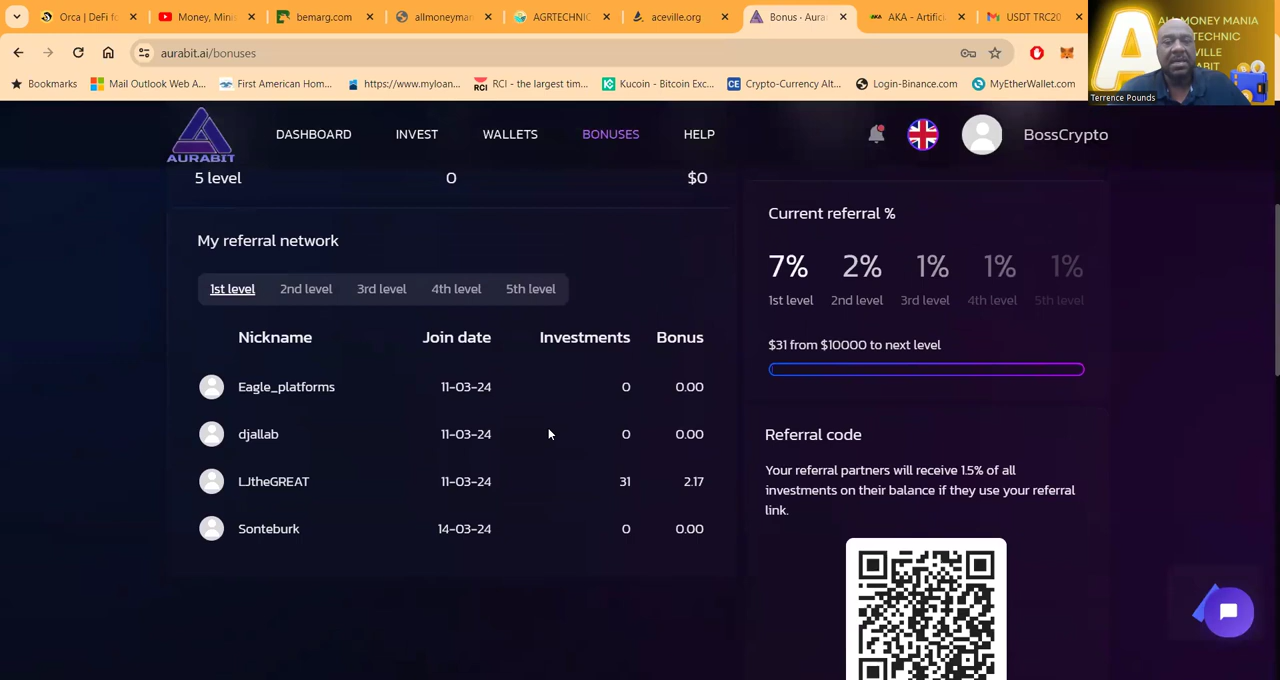 Orca | DeFi fo
Money, Minis
bemarg.com
allmoneyman
AGRTECHNIC
aceville.org
Bonus - Aura
AKA - Artifici
USDT TRC20
aurabit.ai/bonuses
Bookmarks
Mail Outlook Web A...
First American Hom...
https://www.myloan...
RCI - the largest tim...
Kucoin - Bitcoin Exc...
Crypto-Currency Alt...
Login-Binance.com
MyEtherWallet.com
ALL MONEY MANIA
TECHNIC
VILLE
BIT
Terrence Pounds
AURABIT
DASHBOARD
INVEST
WALLETS
BONUSES
HELP
BossCrypto
5 level 0 $0
My referral network
1st level 2nd level 3rd level 4th level 5th level
Nickname Join date Investments Bonus
Eagle_platforms 11-03-24 0 0.00
djallab 11-03-24 0 0.00
LJtheGREAT 11-03-24 31 2.17
Sonteburk 14-03-24 0 0.00
Current referral %
7% 2% 1% 1% 1%
1st level 2nd level 3rd level 4th level 5th level
$31 from $10000 to next level
Referral code
Your referral partners will receive 1.5% of all
investments on their balance if they use your referral
link.